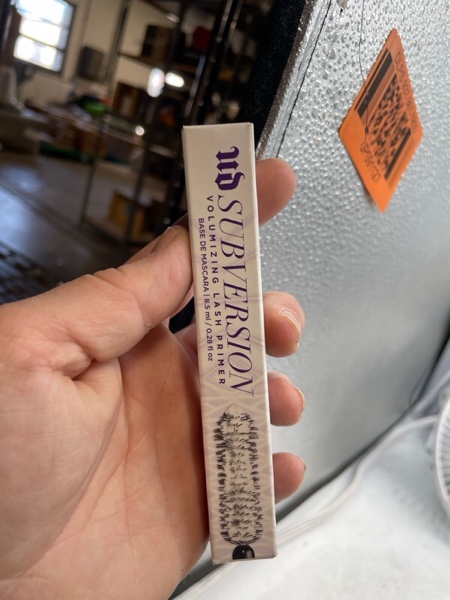 UD
SUBVERSION
VOLUMIZING LASH PRIMER
BASE DE MASCARA | 8.5 ml / 0.28 fl oz